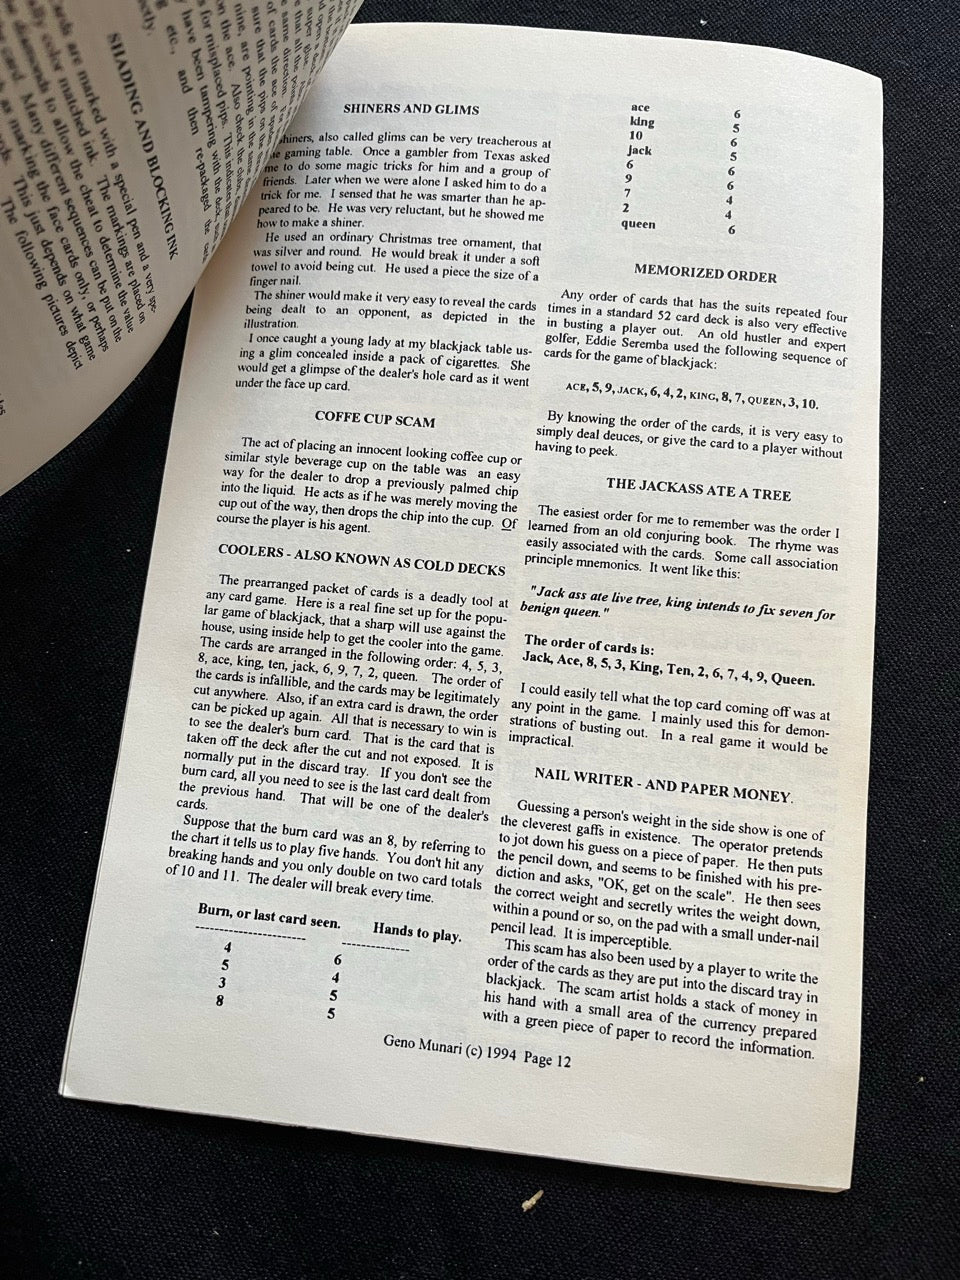 SHADING AND BLOCKING INK
SHINERS AND GLIMS
Shiners, also called glims can be very treacherous at
the gaming table. Once a gambler from Texas asked
me to do some magic tricks for him and a group of
friends. Later when we were alone I asked him to do a
trick for me. I sensed that he was smarter than he ap-
peared to be. He was very reluctant, but he showed me
how to make a shiner.
He used an ordinary Christmas tree ornament, that
was silver and round. He would break it under a soft
towel to avoid being cut. He used a piece the size of a
finger nail.
The shiner would make it very easy to reveal the cards
being dealt to an opponent, as depicted in the
illustration.
I once caught a young lady at my blackjack table us-
ing a glim concealed inside a pack of cigarettes. She
would get a glimpse of the dealer's hole card as it went
under the face up card.
COFFE CUP SCAM
The act of placing an innocent looking coffee cup or
similar style beverage cup on the table was an easy
way for the dealer to drop a previously palmed chip
into the liquid. He acts as if he was merely moving the
cup out of the way, then drops the chip into the cup. Of
course the player is his agent.
COOLERS - ALSO KNOWN AS COLD DECKS
The prearranged packet of cards is a deadly tool at
any card game. Here is a real fine set up for the popu-
lar game of blackjack, that a sharp will use against the
house, using inside help to get the cooler into the game.
The cards are arranged in the following order: 4, 5, 3,
8, ace, king, ten, jack, 6, 9, 7, 2, queen. The order of
the cards is infallible, and the cards may be legitimately
cut anywhere. Also, if an extra card is drawn, the order
can be picked up again. All that is necessary to win is
to see the dealer's burn card. That is the card that is
taken off the deck after the cut and not exposed. It is
normally put in the discard tray. If you don't see the
burn card, all you need to see is the last card dealt from
the previous hand. That will be one of the dealer's
cards.
Suppose that the burn card was an 8, by referring to
the chart it tells us to play five hands. You don't hit any
breaking hands and you only double on two card totals
of 10 and 11. The dealer will break every time.
Burn, or last card seen. Hands to play.
4 6
5 4
3 5
8 5
ace 6
king 5
10 6
jack 5
6 6
9 6
7 4
2 4
queen 6
MEMORIZED ORDER
Any order of cards that has the suits repeated four
times in a standard 52 card deck is also very effective
in busting a player out. An old hustler and expert
golfer, Eddie Seremba used the following sequence of
cards for the game of blackjack:
ACE, 5, 9, JACK, 6, 4, 2, KING, 8, 7, QUEEN, 3, 10.
By knowing the order of the cards, it is very easy to
simply deal deuces, or give the card to a player without
having to peek.
THE JACKASS ATE A TREE
The easiest order for me to remember was the order I
learned from an old conjuring book. The rhyme was
easily associated with the cards. Some call association
principle mnemonics. It went like this:
"Jack ass ate live tree, king intends to fix seven for
benign queen."
The order of cards is:
Jack, Ace, 8, 5, 3, King, Ten, 2, 6, 7, 4, 9, Queen.
I could easily tell what the top card coming off was at
any point in the game. I mainly used this for demon-
strations of busting out. In a real game it would be
impractical.
NAIL WRITER - AND PAPER MONEY.
Guessing a person's weight in the side show is one of
the cleverest gaffs in existence. The operator pretends
to jot down his guess on a piece of paper. He then puts
the pencil down, and seems to be finished with his pre-
diction and asks, "OK, get on the scale". He then sees
the correct weight and secretly writes the weight down,
within a pound or so, on the pad with a small under-nail
pencil lead. It is imperceptible.
This scam has also been used by a player to write the
order of the cards as they are put into the discard tray in
blackjack. The scam artist holds a stack of money in
his hand with a small area of the currency prepared
with a green piece of paper to record the information.
Geno Munari (c) 1994 Page 12